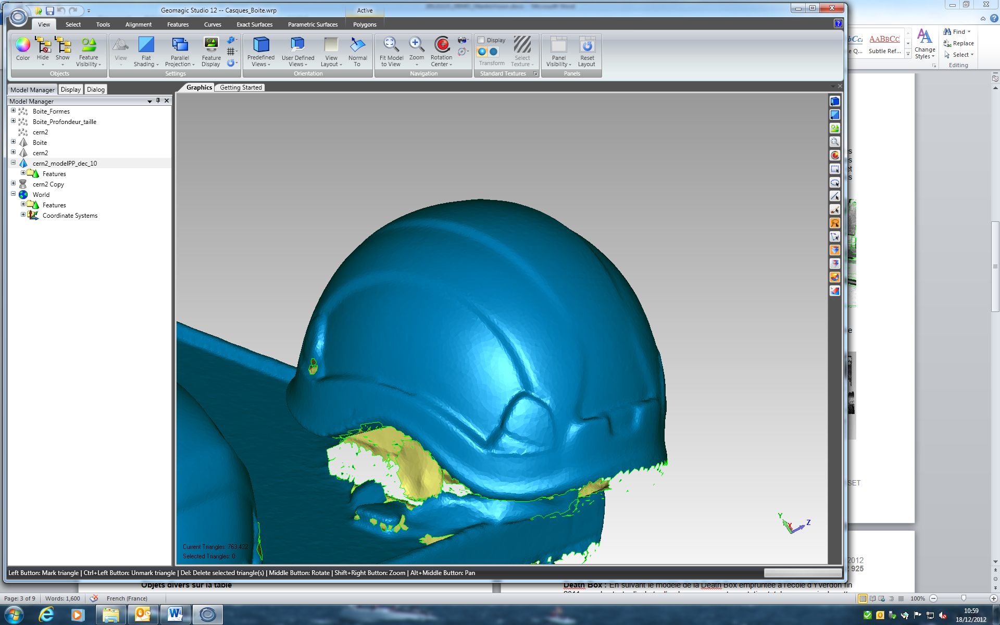 Geomagic Studio 12 -- Casques_Boite.wrp
Active
View Select Tools Alignment Features Curves Exact Surfaces Parametric Surfaces Polygons
Color Hide Show Feature Visibility
Objects
View Flat Shading Parallel Projection Feature Display
Settings
Predefined Views User Defined Views View Layout Normal To
Orientation
Fit Model to View Zoom Rotation Center
Navigation
Display
Transform Select Texture
Standard Textures
Panel Visibility Reset Layout
Panels
AABBCC
Subtle Ref...
Change Styles
Find
Replace
Select
Editing
Model Manager Display Dialog
Graphics Getting Started
Model Manager
Boite_Formes
Boite_Profondeur_taille
cern2
Boite
cern2
cern2_modelPP_dec_10
Features
cern2 Copy
World
Features
Coordinate Systems
Y X Z
Current Triangles: 763,422
Selected Triangles: 0
Left Button: Mark triangle | Ctrl+Left Button: Unmark triangle | Del: Delete selected triangle(s) | Middle Button: Rotate | Shift+Right Button: Zoom | Alt+Middle Button: Pan
SET
2012
925
Objets divers sur la table
Death Box : En suivant le modèle de la Death Box empruntée à l'école d'Yverdon fin
Page: 3 of 9 Words: 1,600 French (France) 100%
10:59
18/12/2012